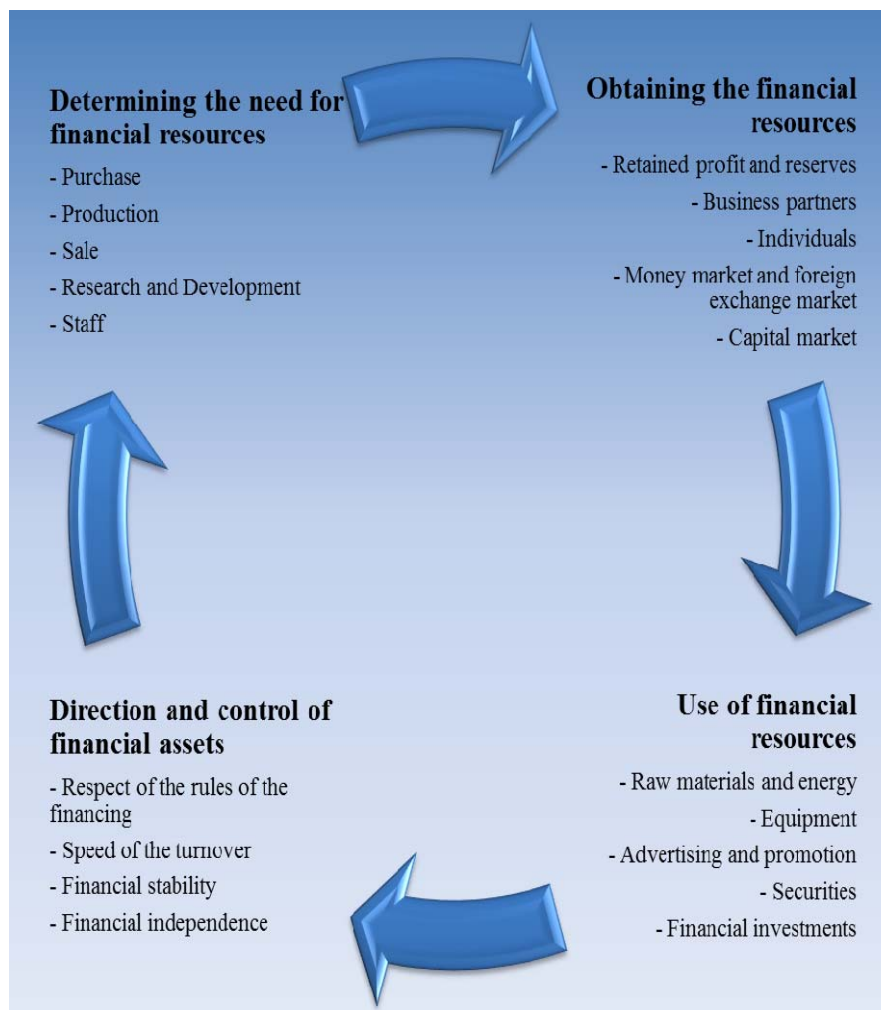 Determining the need for
financial resources
- Purchase
- Production
- Sale
- Research and Development
- Staff
Obtaining the financial
resources
- Retained profit and reserves
- Business partners
- Individuals
- Money market and foreign
exchange market
- Capital market
Direction and control of
financial assets
- Respect of the rules of the
financing
- Speed of the turnover
- Financial stability
- Financial independence
Use of financial
resources
- Raw materials and energy
- Equipment
- Advertising and promotion
- Securities
- Financial investments